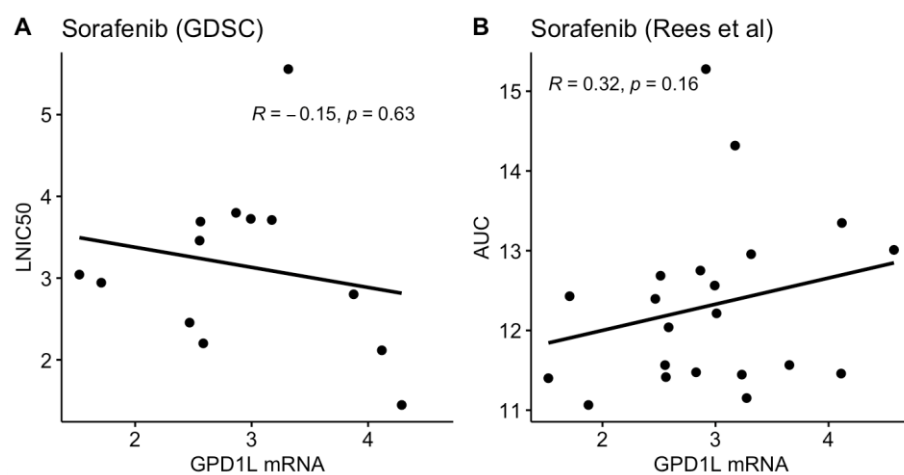 A Sorafenib (GDSC)
R = −0.15, p = 0.63
LNIC50
5
4
3
2
2 3 4
GPD1L mRNA
B Sorafenib (Rees et al)
R = 0.32, p = 0.16
AUC
15
14
13
12
11
2 3 4
GPD1L mRNA